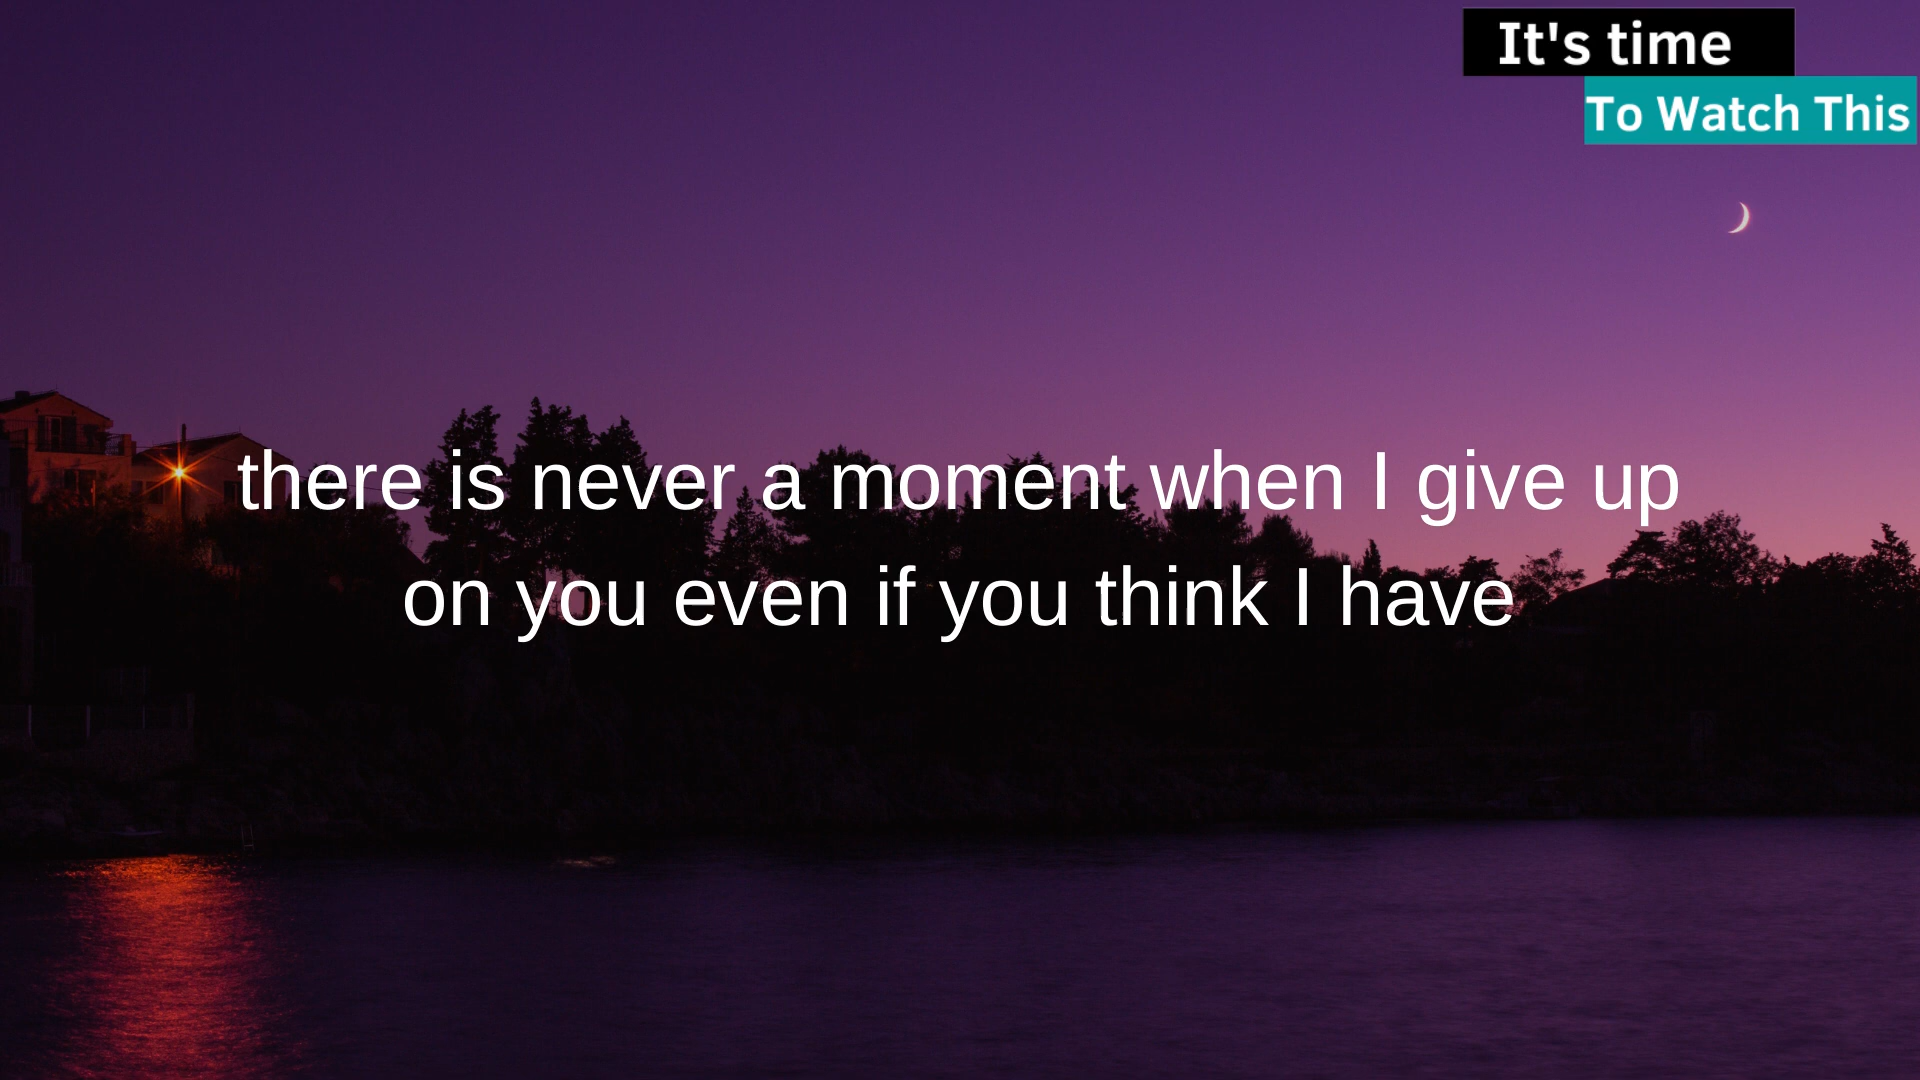 It's time
To Watch This
there is never a moment when I give up
on you even if you think I have